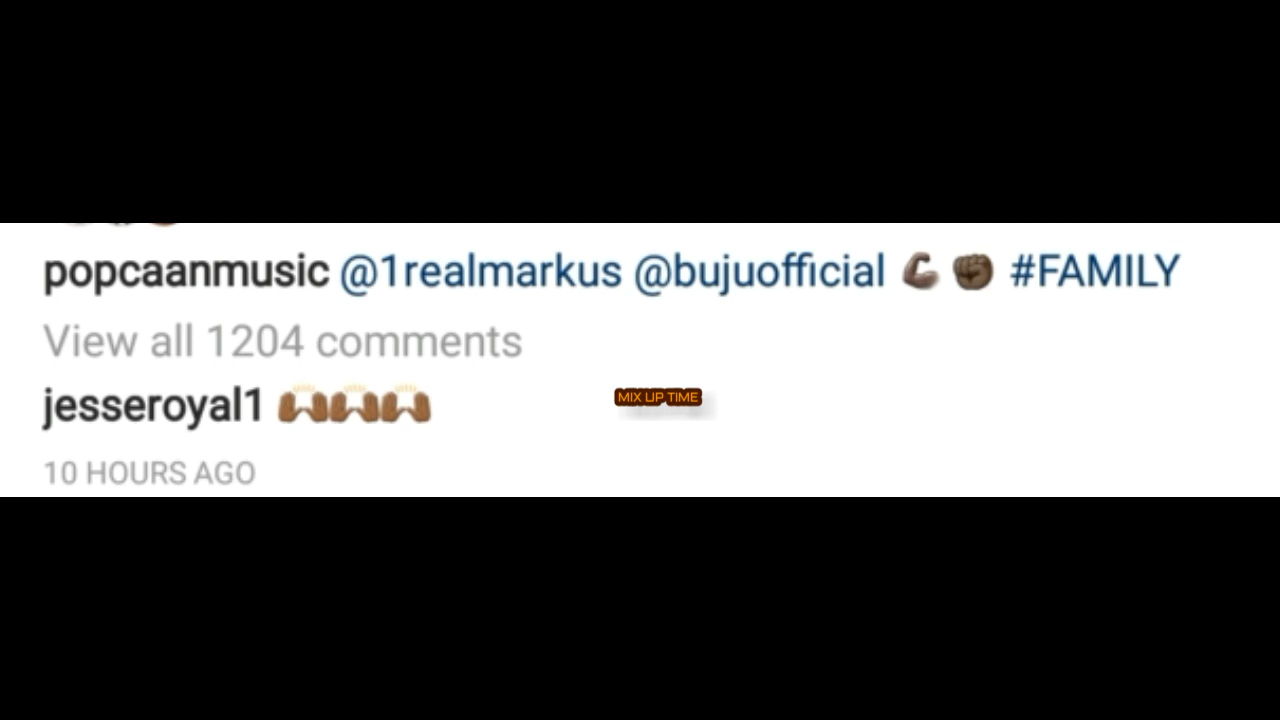 popcaanmusic @1realmarkus @bujuofficial 💪🏿 ✊🏿 #FAMILY
View all 1204 comments
jesseroyal1 🙌🏾🙌🏾🙌🏾
MIX UP TIME
10 HOURS AGO